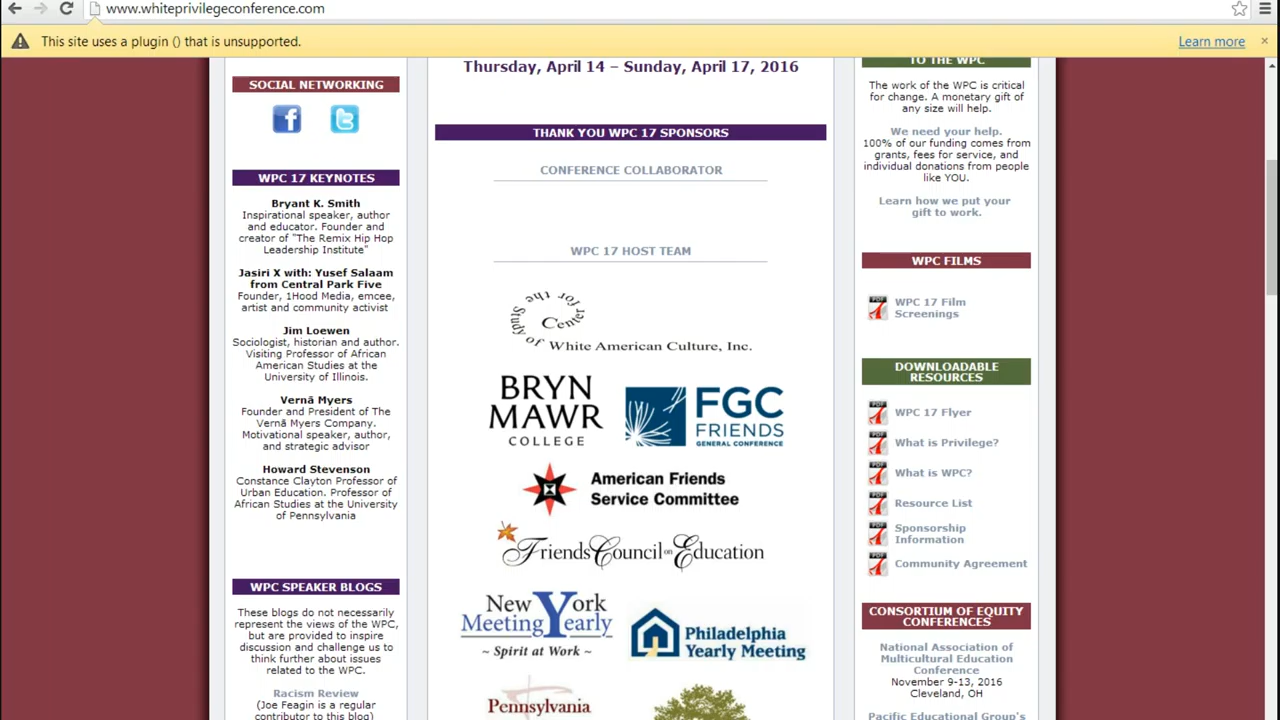 www.whiteprivilegeconference.com
This site uses a plugin () that is unsupported.
Learn more
SOCIAL NETWORKING
WPC 17 KEYNOTES
Bryant K. Smith
Inspirational speaker, author
and educator. Founder and
creator of "The Remix Hip Hop
Leadership Institute"
Jasiri X with: Yusef Salaam
from Central Park Five
Founder, 1Hood Media, emcee,
artist and community activist
Jim Loewen
Sociologist, historian and author.
Visiting Professor of African
American Studies at the
University of Illinois.
Vernā Myers
Founder and President of The
Vernā Myers Company.
Motivational speaker, author,
and strategic advisor
Howard Stevenson
Constance Clayton Professor of
Urban Education. Professor of
African Studies at the University
of Pennsylvania
WPC SPEAKER BLOGS
These blogs do not necessarily
represent the views of the WPC,
but are provided to inspire
discussion and challenge us to
think further about issues
related to the WPC.
Racism Review
(Joe Feagin is a regular
contributor to this blog)
Thursday, April 14 – Sunday, April 17, 2016
THANK YOU WPC 17 SPONSORS
CONFERENCE COLLABORATOR
WPC 17 HOST TEAM
Center for the Study of
White American Culture, Inc.
BRYN
MAWR
COLLEGE
FGC
FRIENDS
GENERAL CONFERENCE
American Friends
Service Committee
Friends Council on Education
New York
Yearly Meeting
~ Spirit at Work ~
Philadelphia
Yearly Meeting
Pennsylvania
TO THE WPC
The work of the WPC is critical
for change. A monetary gift of
any size will help.
We need your help.
100% of our funding comes from
grants, fees for service, and
individual donations from people
like YOU.
Learn how we put your
gift to work.
WPC FILMS
WPC 17 Film
Screenings
DOWNLOADABLE
RESOURCES
WPC 17 Flyer
What is Privilege?
What is WPC?
Resource List
Sponsorship
Information
Community Agreement
CONSORTIUM OF EQUITY
CONFERENCES
National Association of
Multicultural Education
Conference
November 9-13, 2016
Cleveland, OH
Pacific Educational Group's